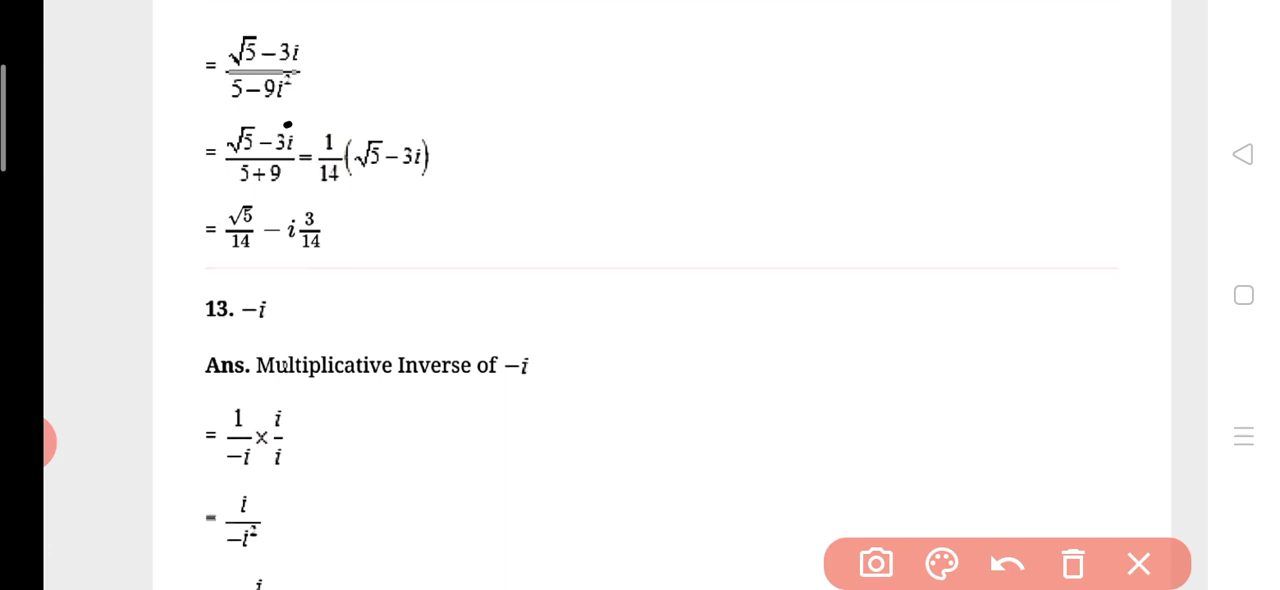 = (√5 − 3i)/(5 − 9i²)
= (√5 − 3i)/(5 + 9) = 1/14 (√5 − 3i)
= √5/14 − i 3/14
13. −i
Ans. Multiplicative Inverse of −i
= 1/−i × i/i
= i/−i²
i